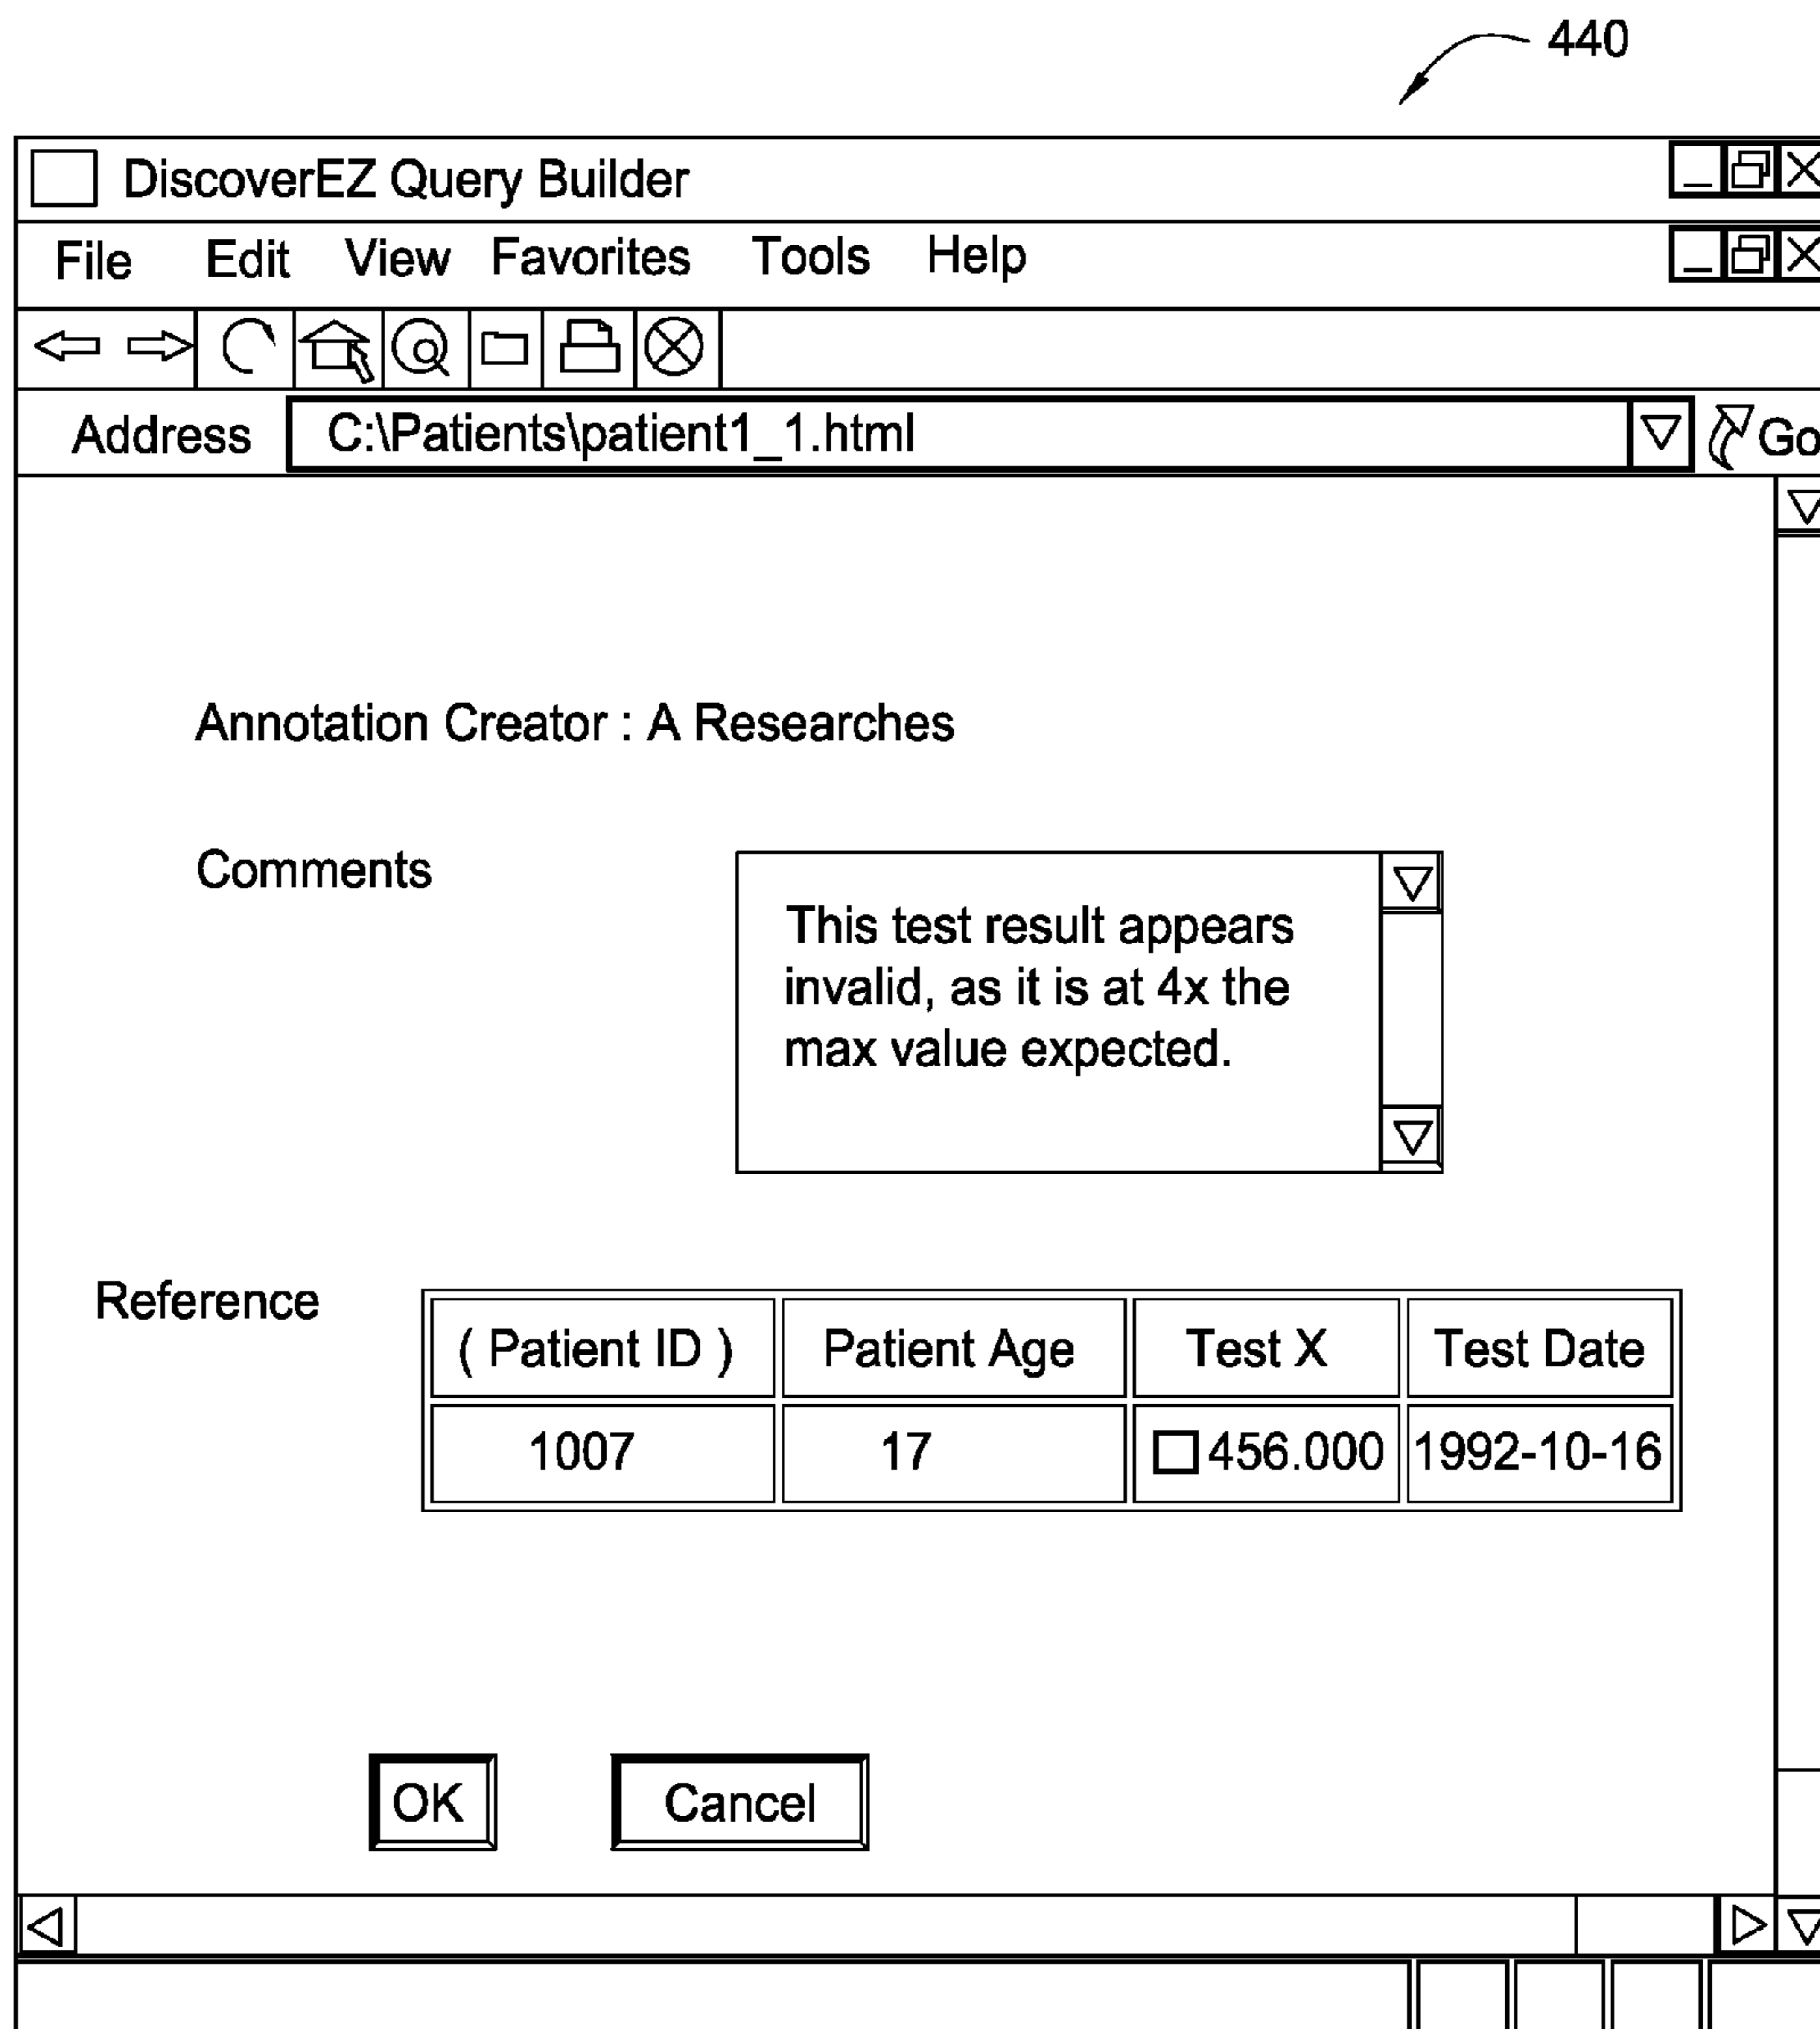 440
DiscoverEZ Query Builder
File Edit View Favorites Tools Help
Address C:\Patients\patient1_1.html Go
Annotation Creator : A Researches
Comments
This test result appears
invalid, as it is at 4x the
max value expected.
Reference
( Patient ID ) Patient Age Test X Test Date
1007 17 456.000 1992-10-16
OK Cancel